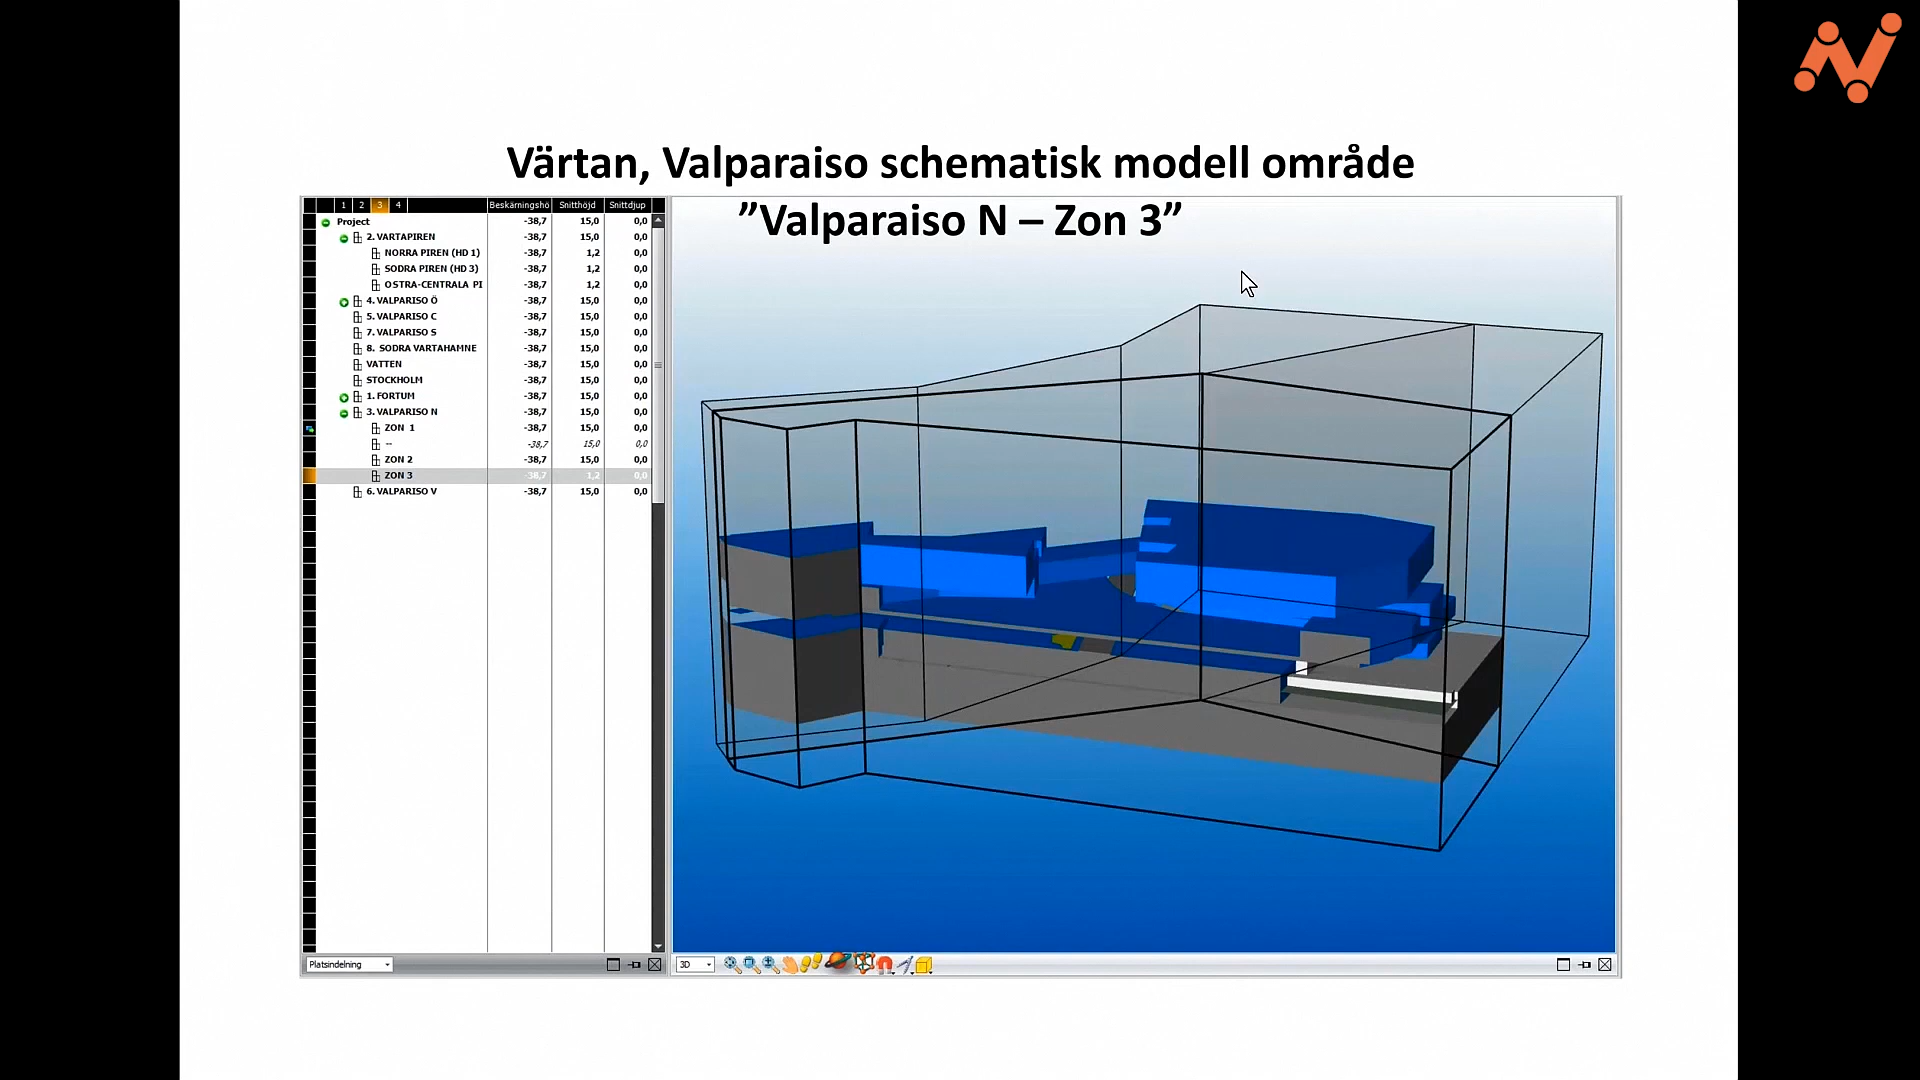 Värtan, Valparaiso schematisk modell område
”Valparaiso N – Zon 3”
1 2 3 4 Beskärningshö Snitthöjd Snittdjup
Project -38,7 15,0 0,0
2. VARTAPIREN -38,7 15,0 0,0
NORRA PIREN (HD 1) -38,7 1,2 0,0
SODRA PIREN (HD 3) -38,7 1,2 0,0
OSTRA-CENTRALA PI -38,7 1,2 0,0
4. VALPARISO Ö -38,7 15,0 0,0
5. VALPARISO C -38,7 15,0 0,0
7. VALPARISO S -38,7 15,0 0,0
8. SODRA VARTAHAMNE -38,7 15,0 0,0
VATTEN -38,7 15,0 0,0
STOCKHOLM -38,7 15,0 0,0
1. FORTUM -38,7 15,0 0,0
3. VALPARISO N -38,7 15,0 0,0
ZON 1 -38,7 15,0 0,0
-- -38,7 15,0 0,0
ZON 2 -38,7 15,0 0,0
ZON 3 -38,7 1,2 0,0
6. VALPARISO V -38,7 15,0 0,0
Platsindelning
3D